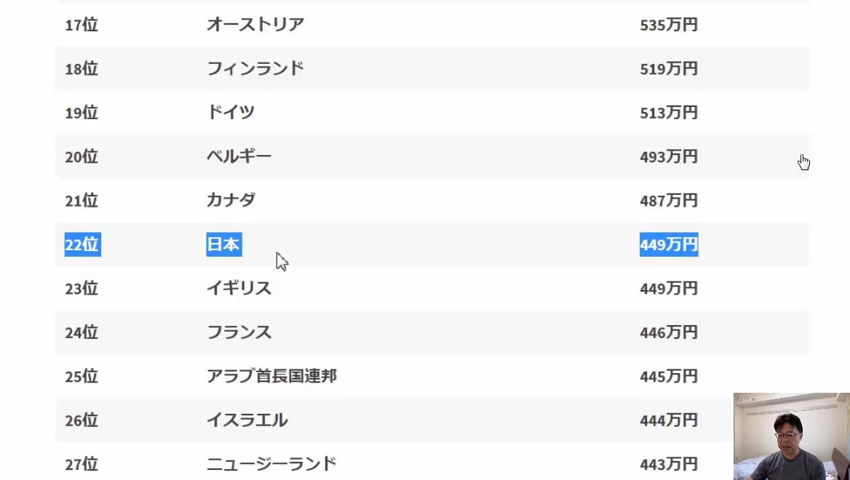 17位 オーストリア 535万円
18位 フィンランド 519万円
19位 ドイツ 513万円
20位 ベルギー 493万円
21位 カナダ 487万円
22位 日本 449万円
23位 イギリス 449万円
24位 フランス 446万円
25位 アラブ首長国連邦 445万円
26位 イスラエル 444万円
27位 ニュージーランド 443万円